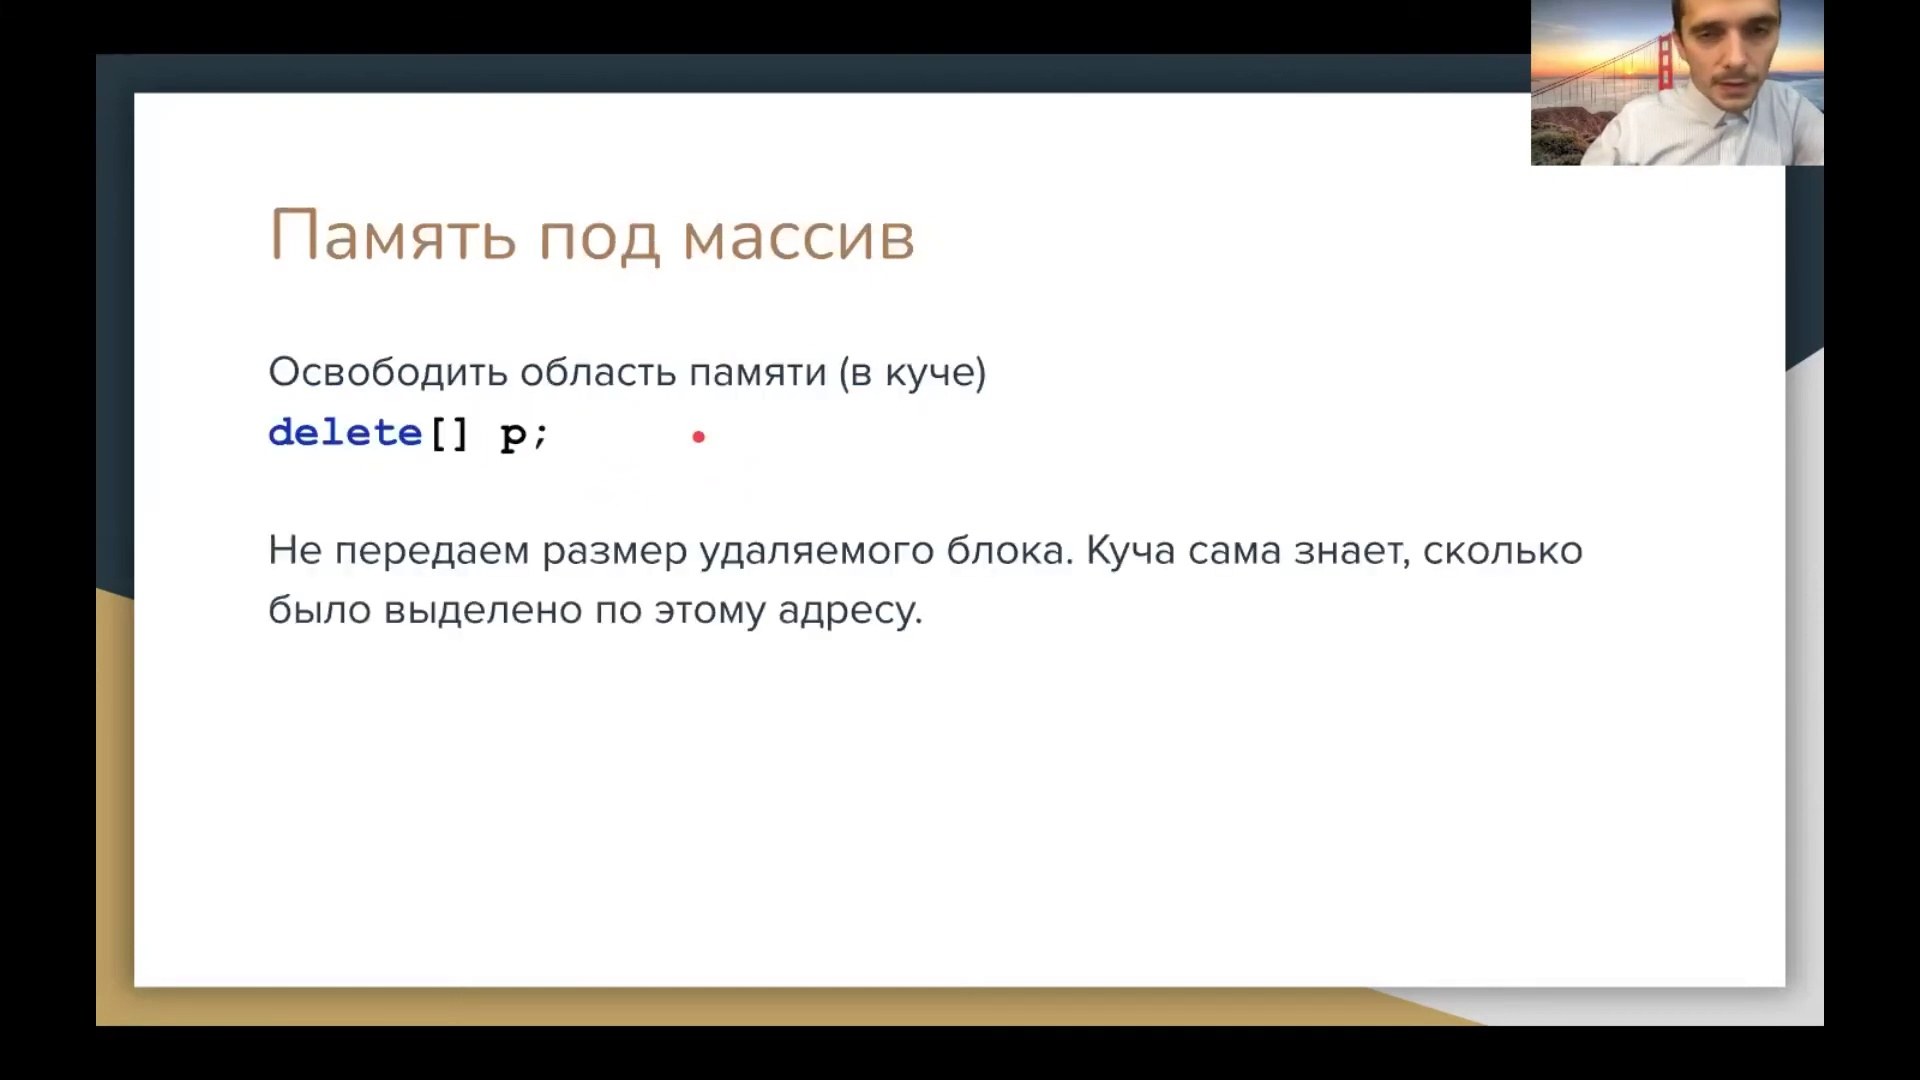 Память под массив
Освободить область памяти (в куче)
delete[] p;
Не передаем размер удаляемого блока. Куча сама знает, сколько
было выделено по этому адресу.